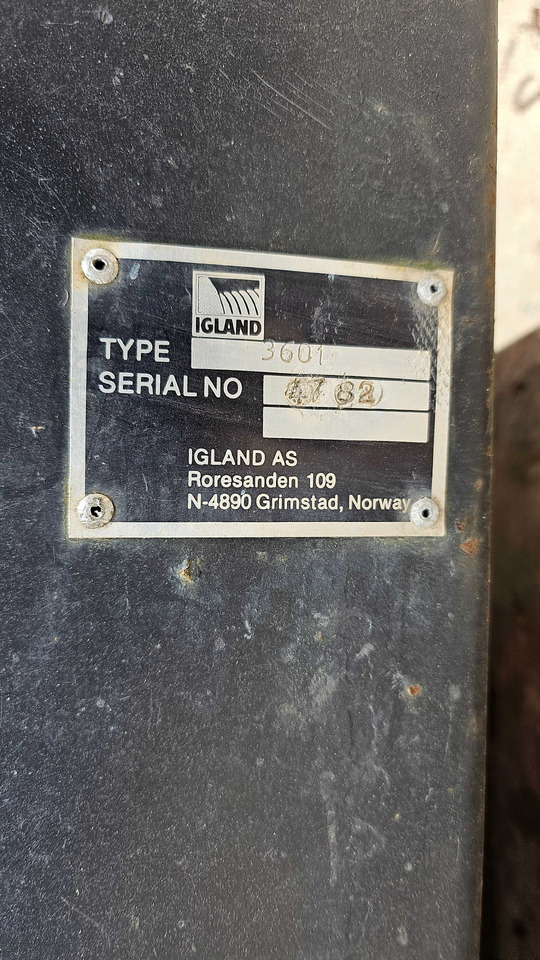 IGLAND
TYPE 3601
SERIAL NO 4782
IGLAND AS
Roresanden 109
N-4890 Grimstad, Norway